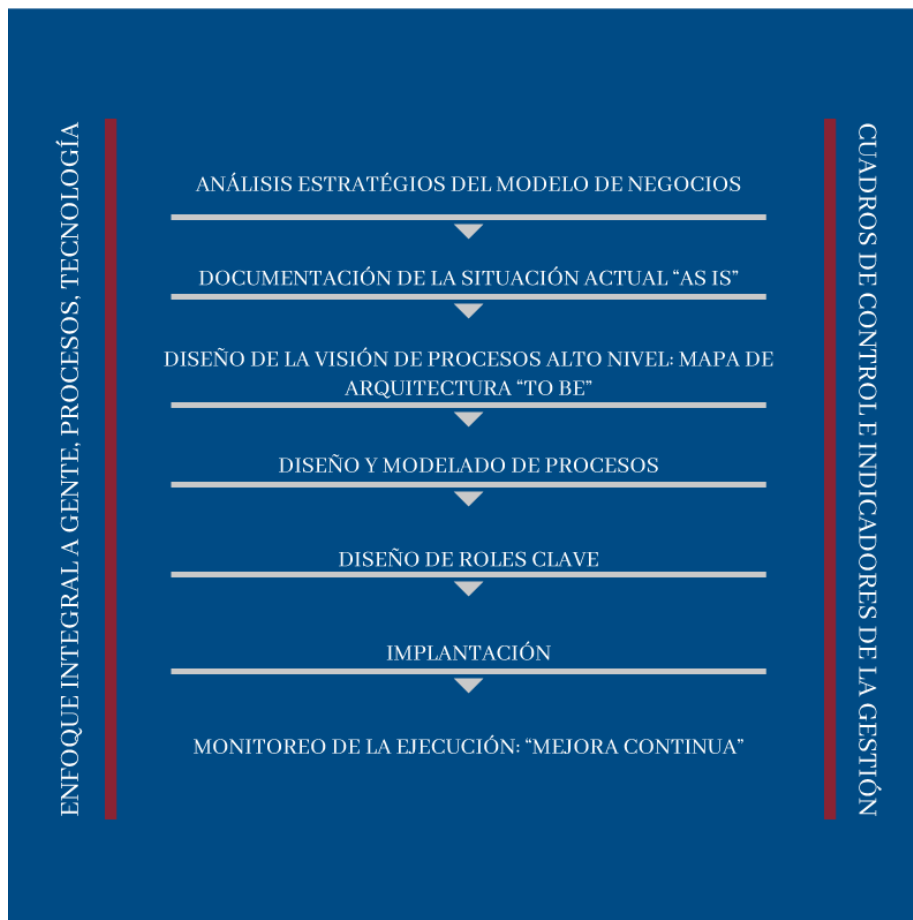 ENFOQUE INTEGRAL A GENTE, PROCESOS, TECNOLOGÍA
ANÁLISIS ESTRATÉGIOS DEL MODELO DE NEGOCIOS
DOCUMENTACIÓN DE LA SITUACIÓN ACTUAL “AS IS”
DISEÑO DE LA VISIÓN DE PROCESOS ALTO NIVEL: MAPA DE
ARQUITECTURA “TO BE”
DISEÑO Y MODELADO DE PROCESOS
DISEÑO DE ROLES CLAVE
IMPLANTACIÓN
MONITOREO DE LA EJECUCIÓN: “MEJORA CONTINUA”
CUADROS DE CONTROL E INDICADORES DE LA GESTIÓN